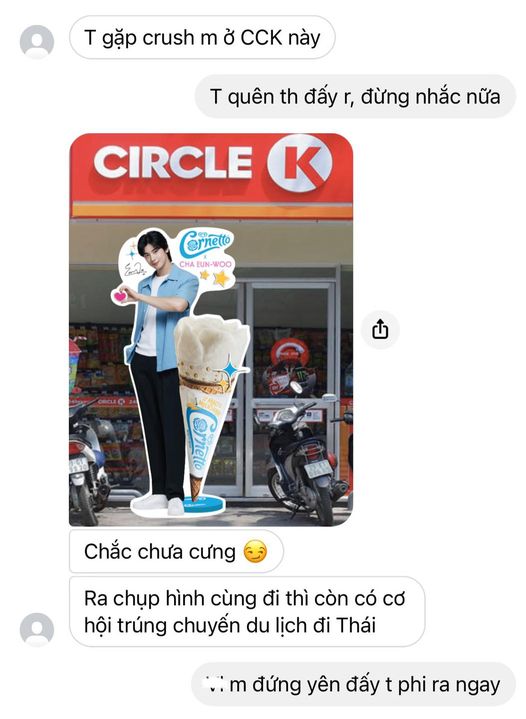 T gặp crush m ở CCK này
T quên th đấy r, đừng nhắc nữa
CIRCLE K
Cornetto
x
CHA EUN-WOO
Cornetto
Chắc chưa cưng 😏
Ra chụp hình cùng đi thì còn có cơ
hội trúng chuyến du lịch đi Thái
m đứng yên đấy t phi ra ngay